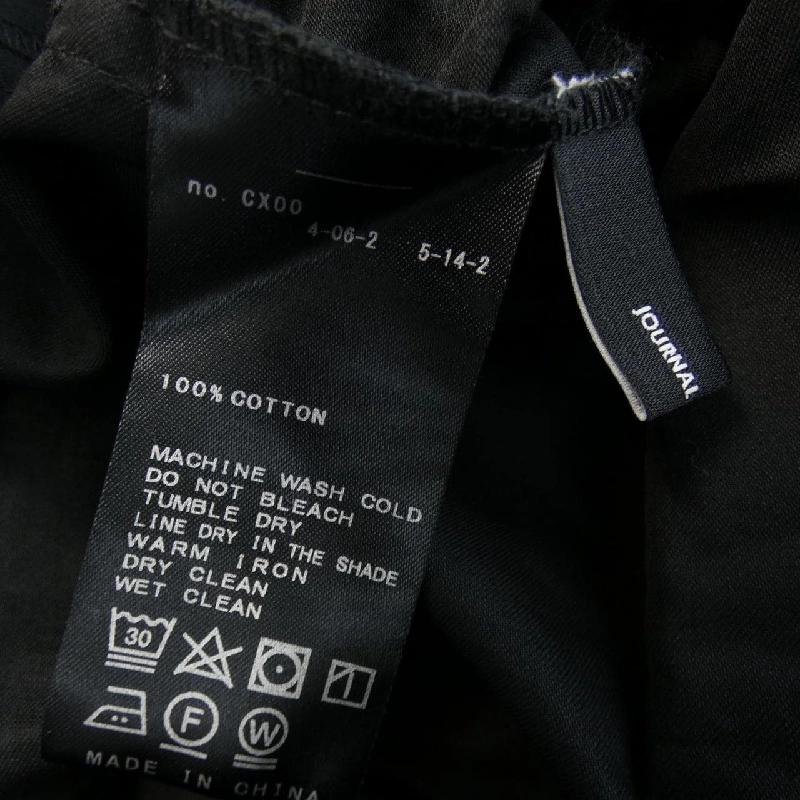 no. CX00
4-06-2 5-14-2
100% COTTON
MACHINE WASH COLD
DO NOT BLEACH
TUMBLE DRY
LINE DRY IN THE SHADE
WARM IRON
DRY CLEAN
WET CLEAN
30
F
W
MADE IN CHINA
JOURNAL